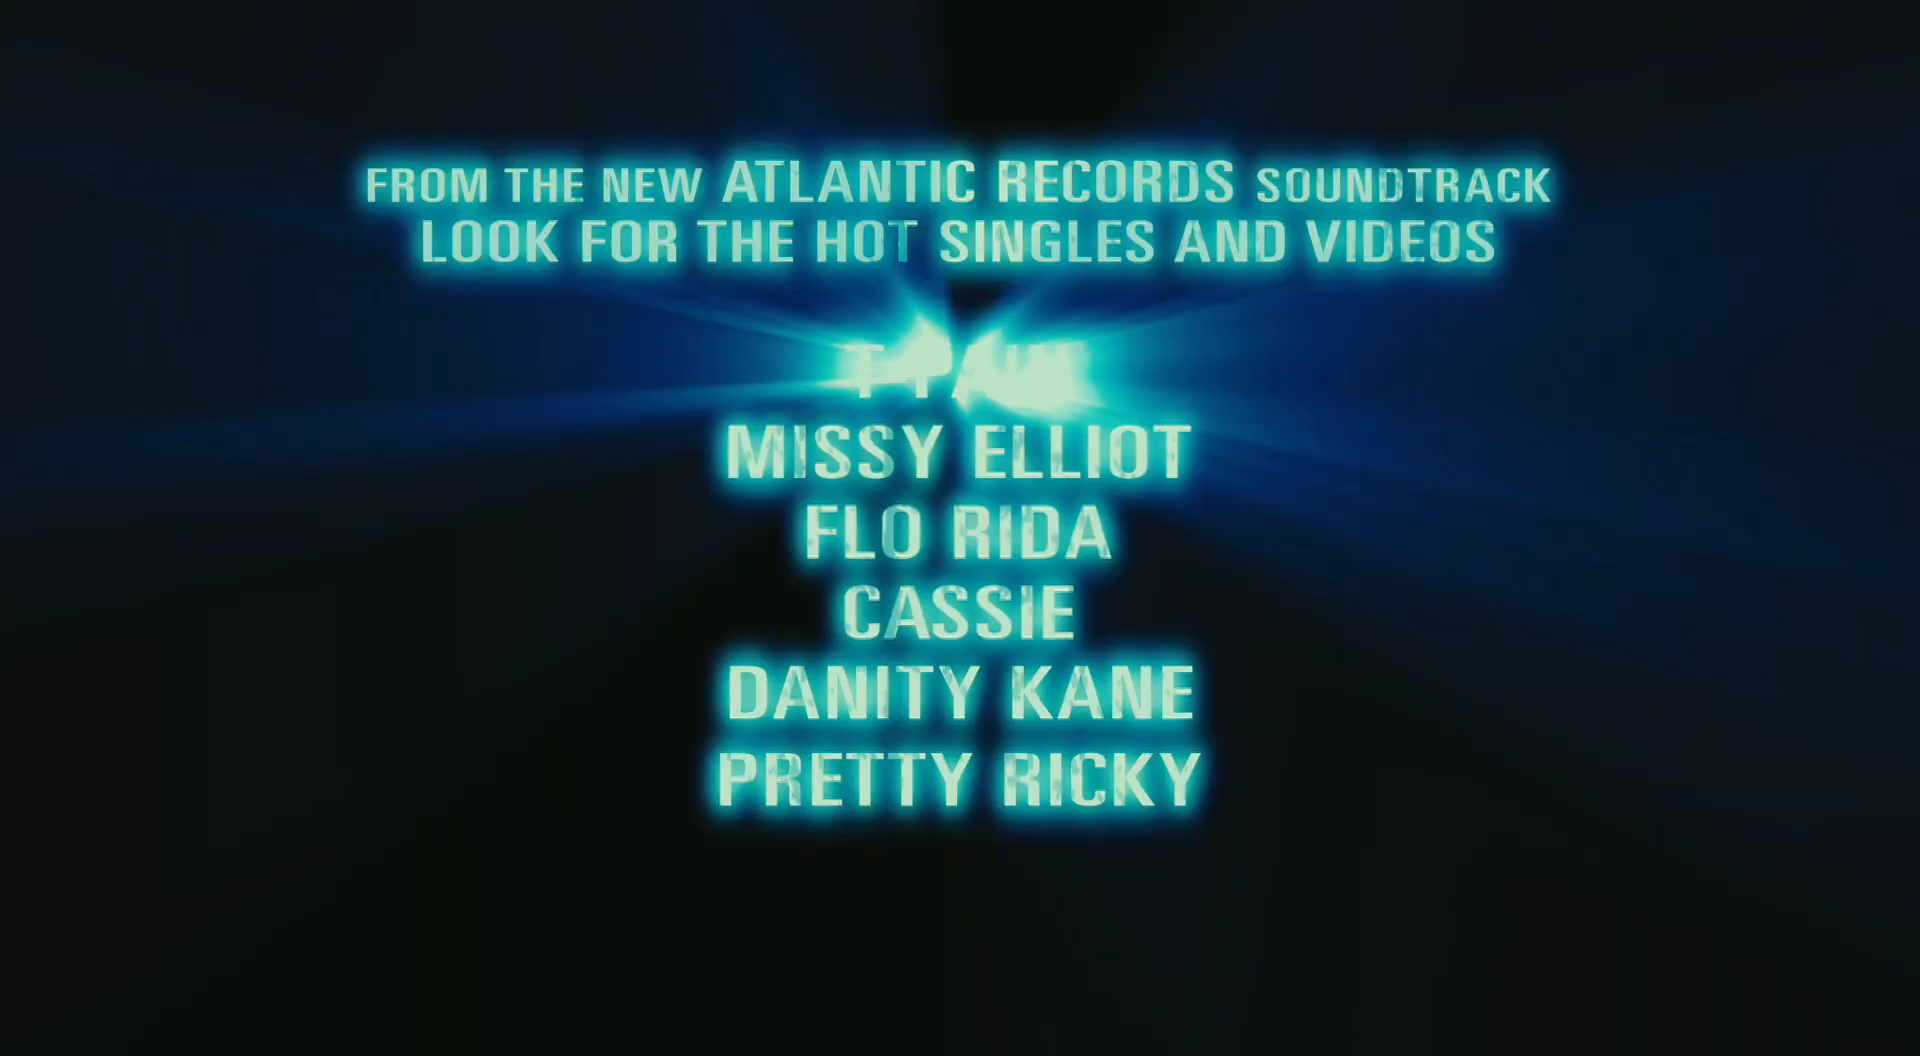 FROM THE NEW ATLANTIC RECORDS SOUNDTRACK
LOOK FOR THE HOT SINGLES AND VIDEOS
T-PAIN
MISSY ELLIOT
FLO RIDA
CASSIE
DANITY KANE
PRETTY RICKY